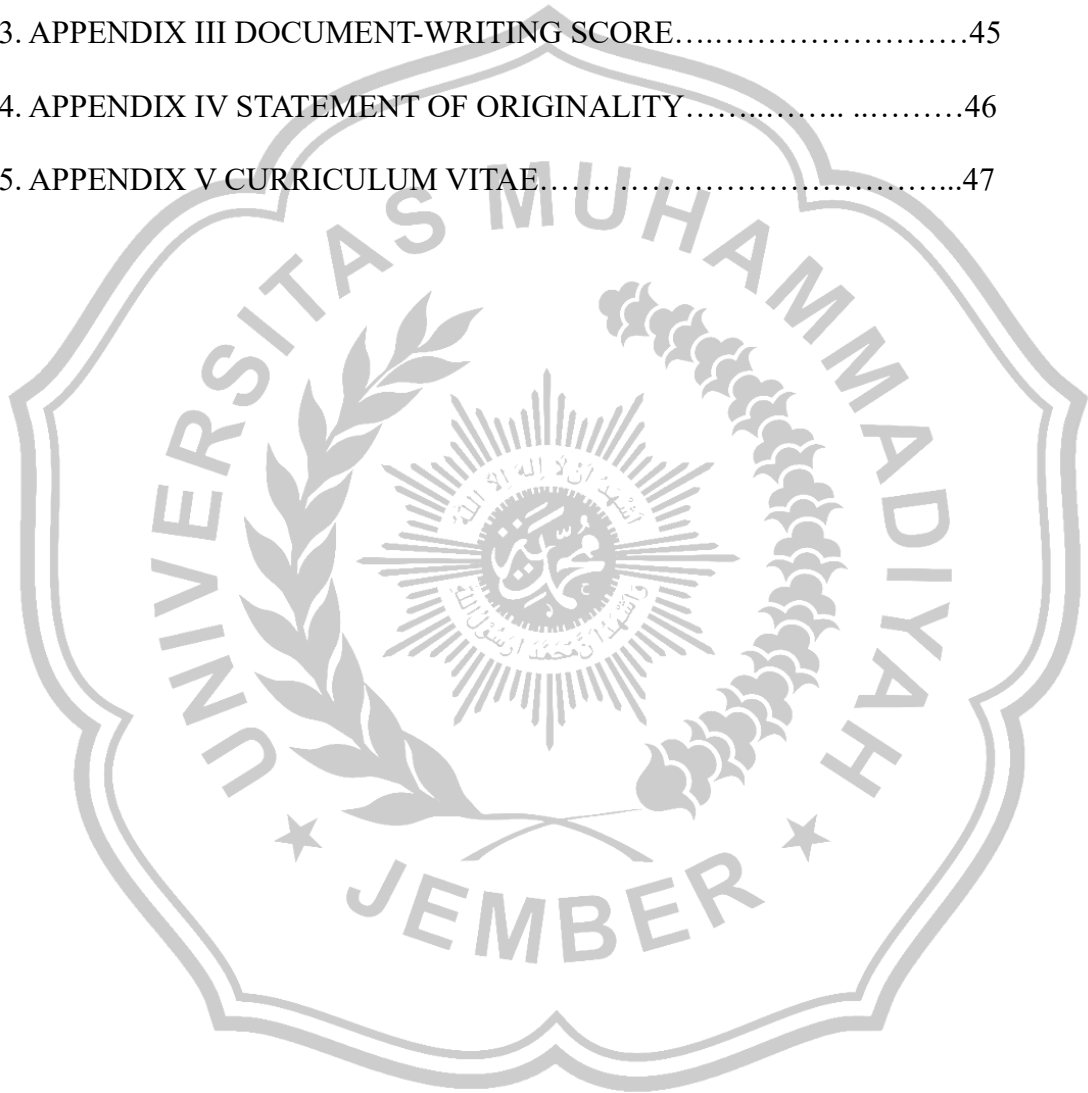 3. APPENDIX III DOCUMENT-WRITING SCORE….……………………45
4. APPENDIX IV STATEMENT OF ORIGINALITY……..…….. ..………46
5. APPENDIX V CURRICULUM VITAE……. ………………………………...47
UNIVERSITAS MUHAMMADIYAH
JEMBER